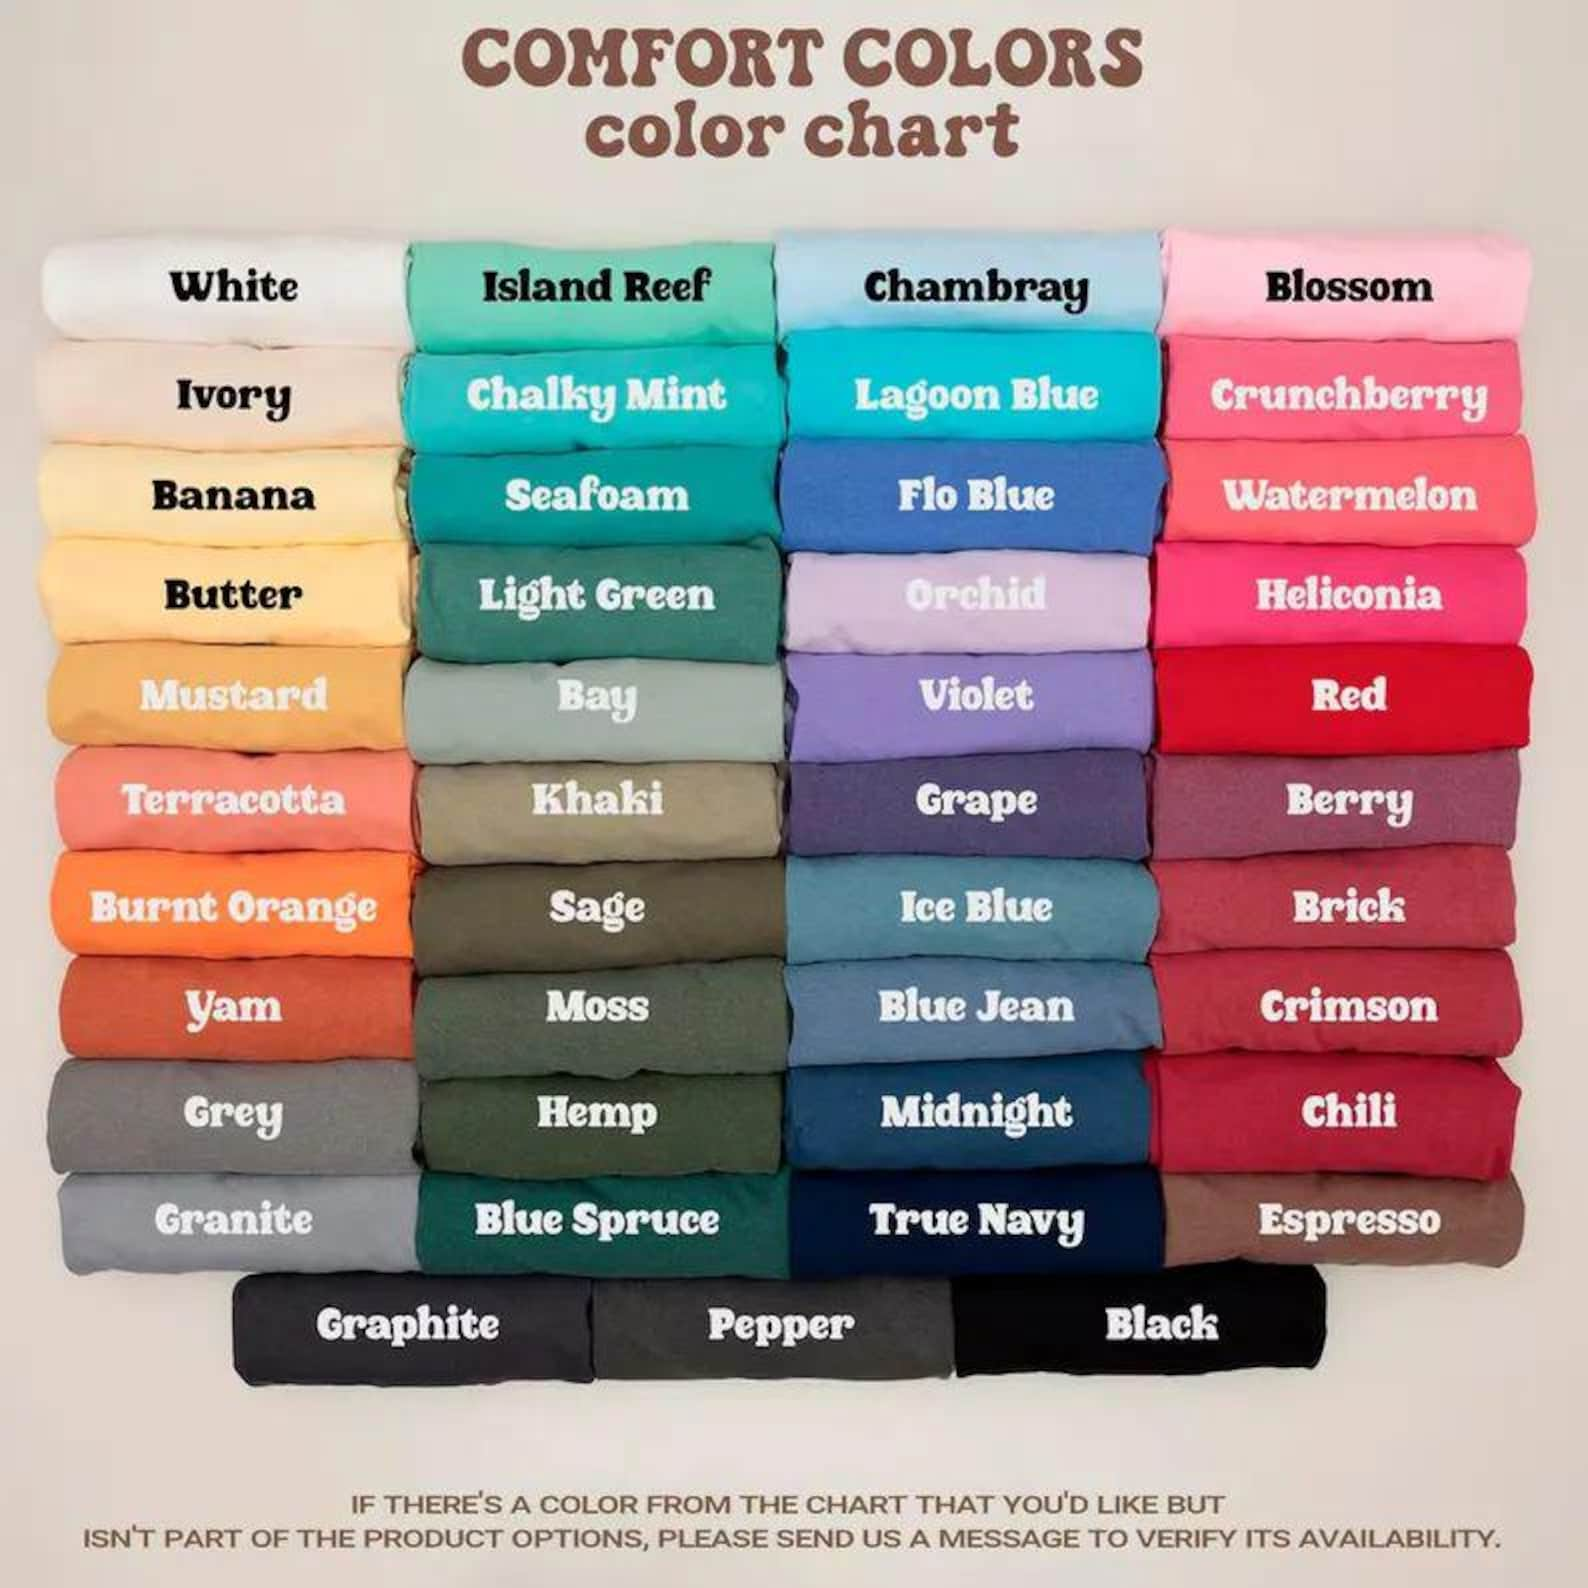 COMFORT COLORS
color chart
White
Island Reef
Chambray
Blossom
Ivory
Chalky Mint
Lagoon Blue
Crunchberry
Banana
Seafoam
Flo Blue
Watermelon
Butter
Light Green
Orchid
Heliconia
Mustard
Bay
Violet
Red
Terracotta
Khaki
Grape
Berry
Burnt Orange
Sage
Ice Blue
Brick
Yam
Moss
Blue Jean
Crimson
Grey
Hemp
Midnight
Chili
Granite
Blue Spruce
True Navy
Espresso
Graphite
Pepper
Black
IF THERE'S A COLOR FROM THE CHART THAT YOU'D LIKE BUT
ISN'T PART OF THE PRODUCT OPTIONS, PLEASE SEND US A MESSAGE TO VERIFY ITS AVAILABILITY.